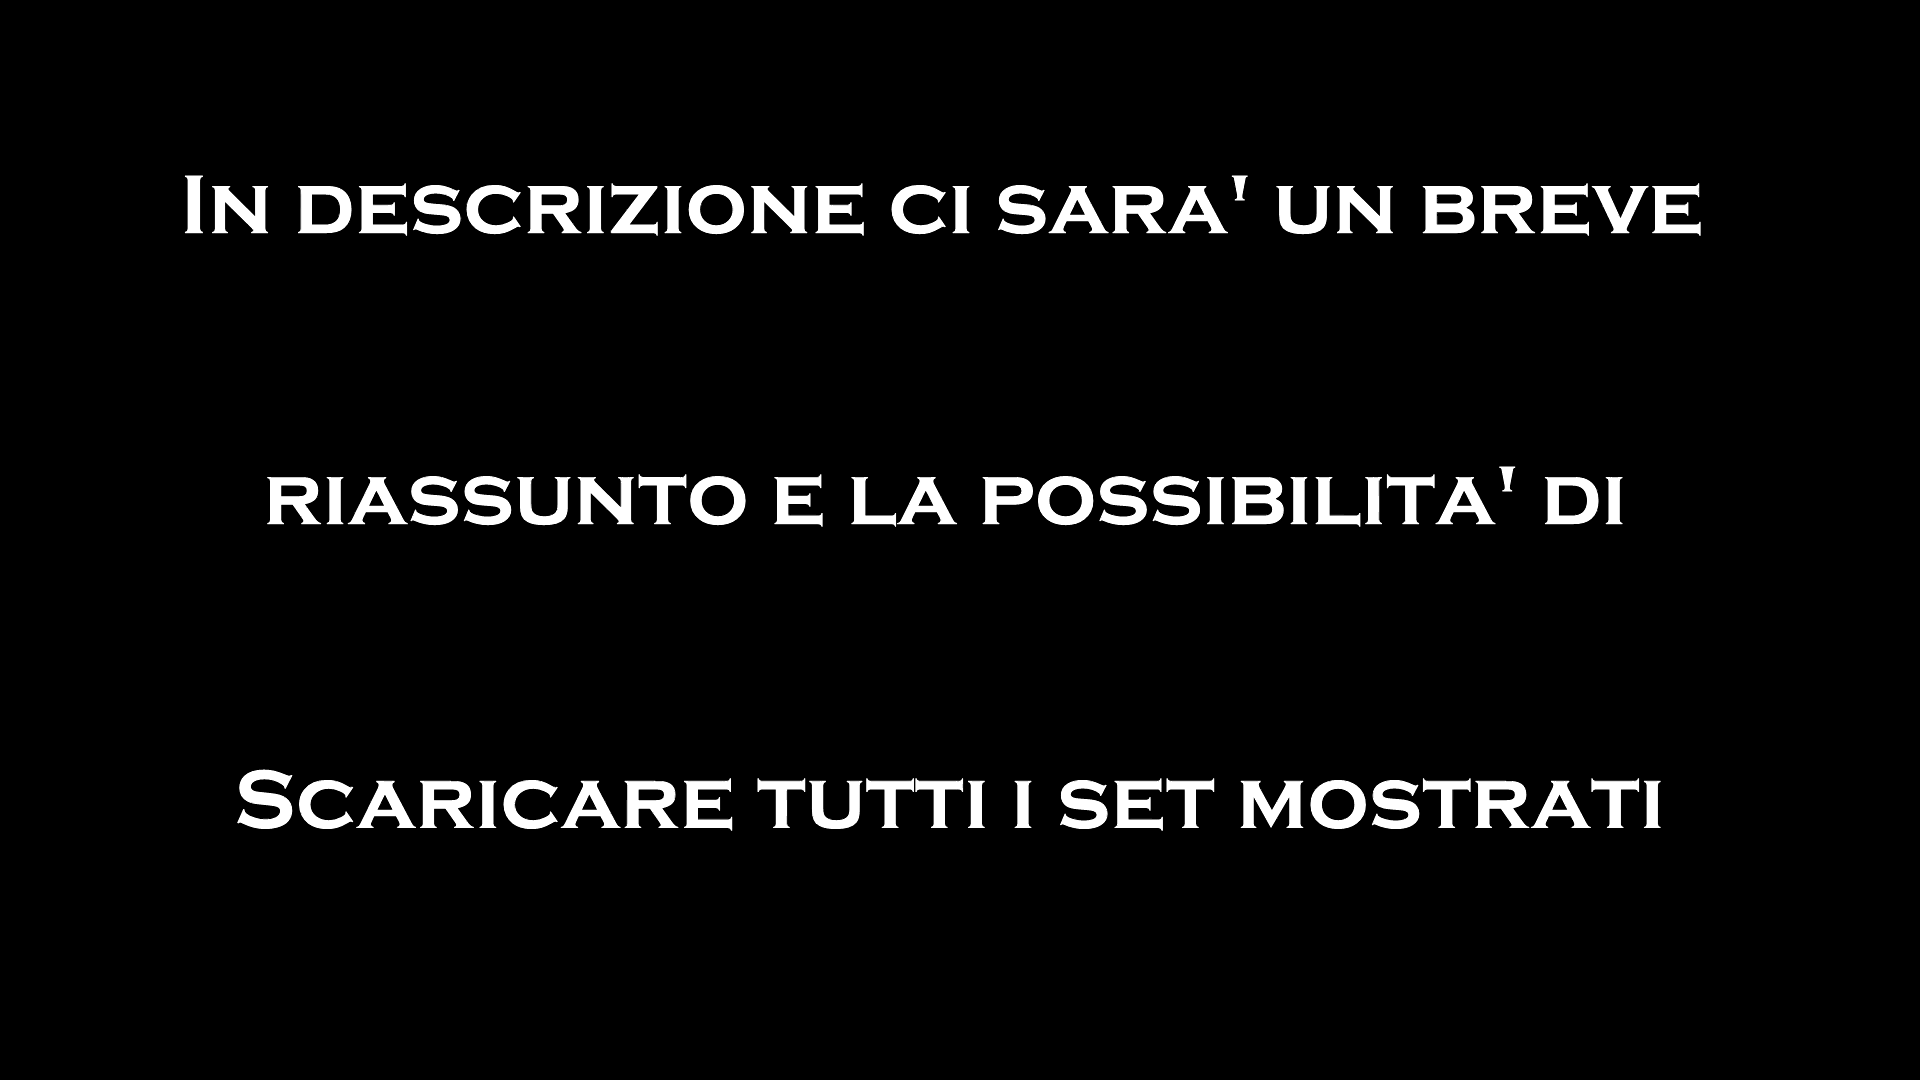 In descrizione ci sara' un breve
riassunto e la possibilita' di
Scaricare tutti i set mostrati